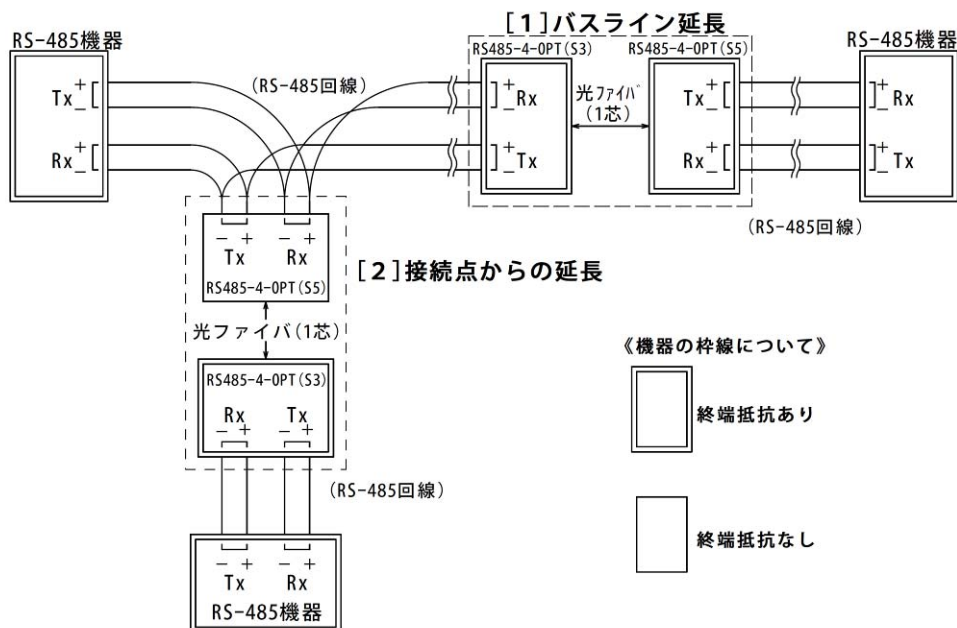 [1]バスライン延長
RS-485機器
RS485-4-OPT(S3)
RS485-4-OPT(S5)
RS-485機器
(RS-485回線)
Tx + −
Rx + −
+ − Rx
+ − Tx
光ファイバ
(1芯)
Tx + −
Rx + −
+ − Rx
+ − Tx
(RS-485回線)
− + − +
Tx Rx
RS485-4-OPT(S5)
[2]接続点からの延長
光ファイバ(1芯)
RS485-4-OPT(S3)
Rx Tx
− + − +
(RS-485回線)
− + − +
Tx Rx
RS-485機器
《機器の枠線について》
終端抵抗あり
終端抵抗なし